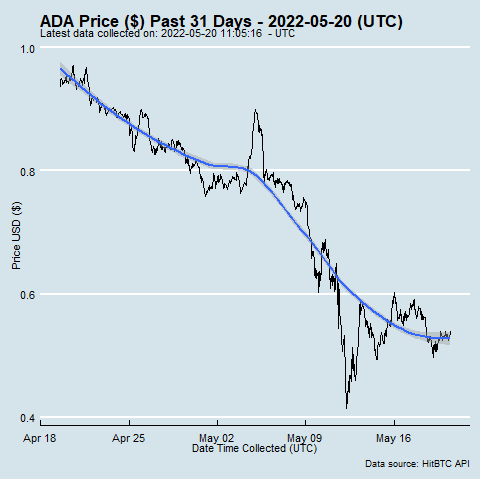 ADA Price ($) Past 31 Days - 2022-05-20 (UTC)
Latest data collected on: 2022-05-20 11:05:16 - UTC
1.0
0.8
0.6
0.4
Price USD ($)
Apr 18 Apr 25 May 02 May 09 May 16
Date Time Collected (UTC)
Data source: HitBTC API